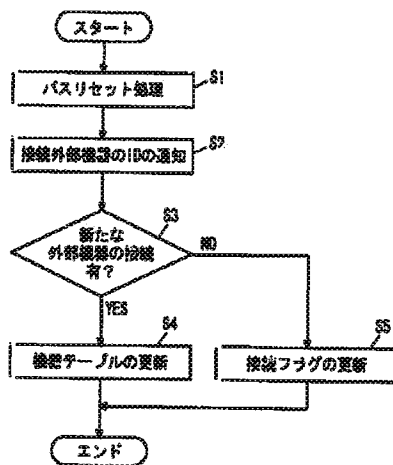 スタート
バスリセット処理
S1
接続外部機器のIDの通知
S2
新たな
外部機器の接続
有?
S3
NO
YES
機器テーブルの更新
S4
接続フラグの更新
S5
エンド